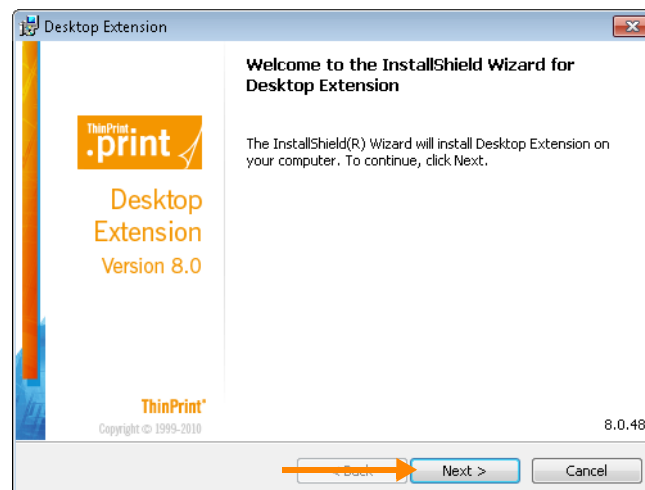 Desktop Extension
Welcome to the InstallShield Wizard for
Desktop Extension
ThinPrint
.print
The InstallShield(R) Wizard will install Desktop Extension on
your computer. To continue, click Next.
Desktop
Extension
Version 8.0
ThinPrint®
Copyright © 1999-2010
8.0.48
< Back
Next >
Cancel